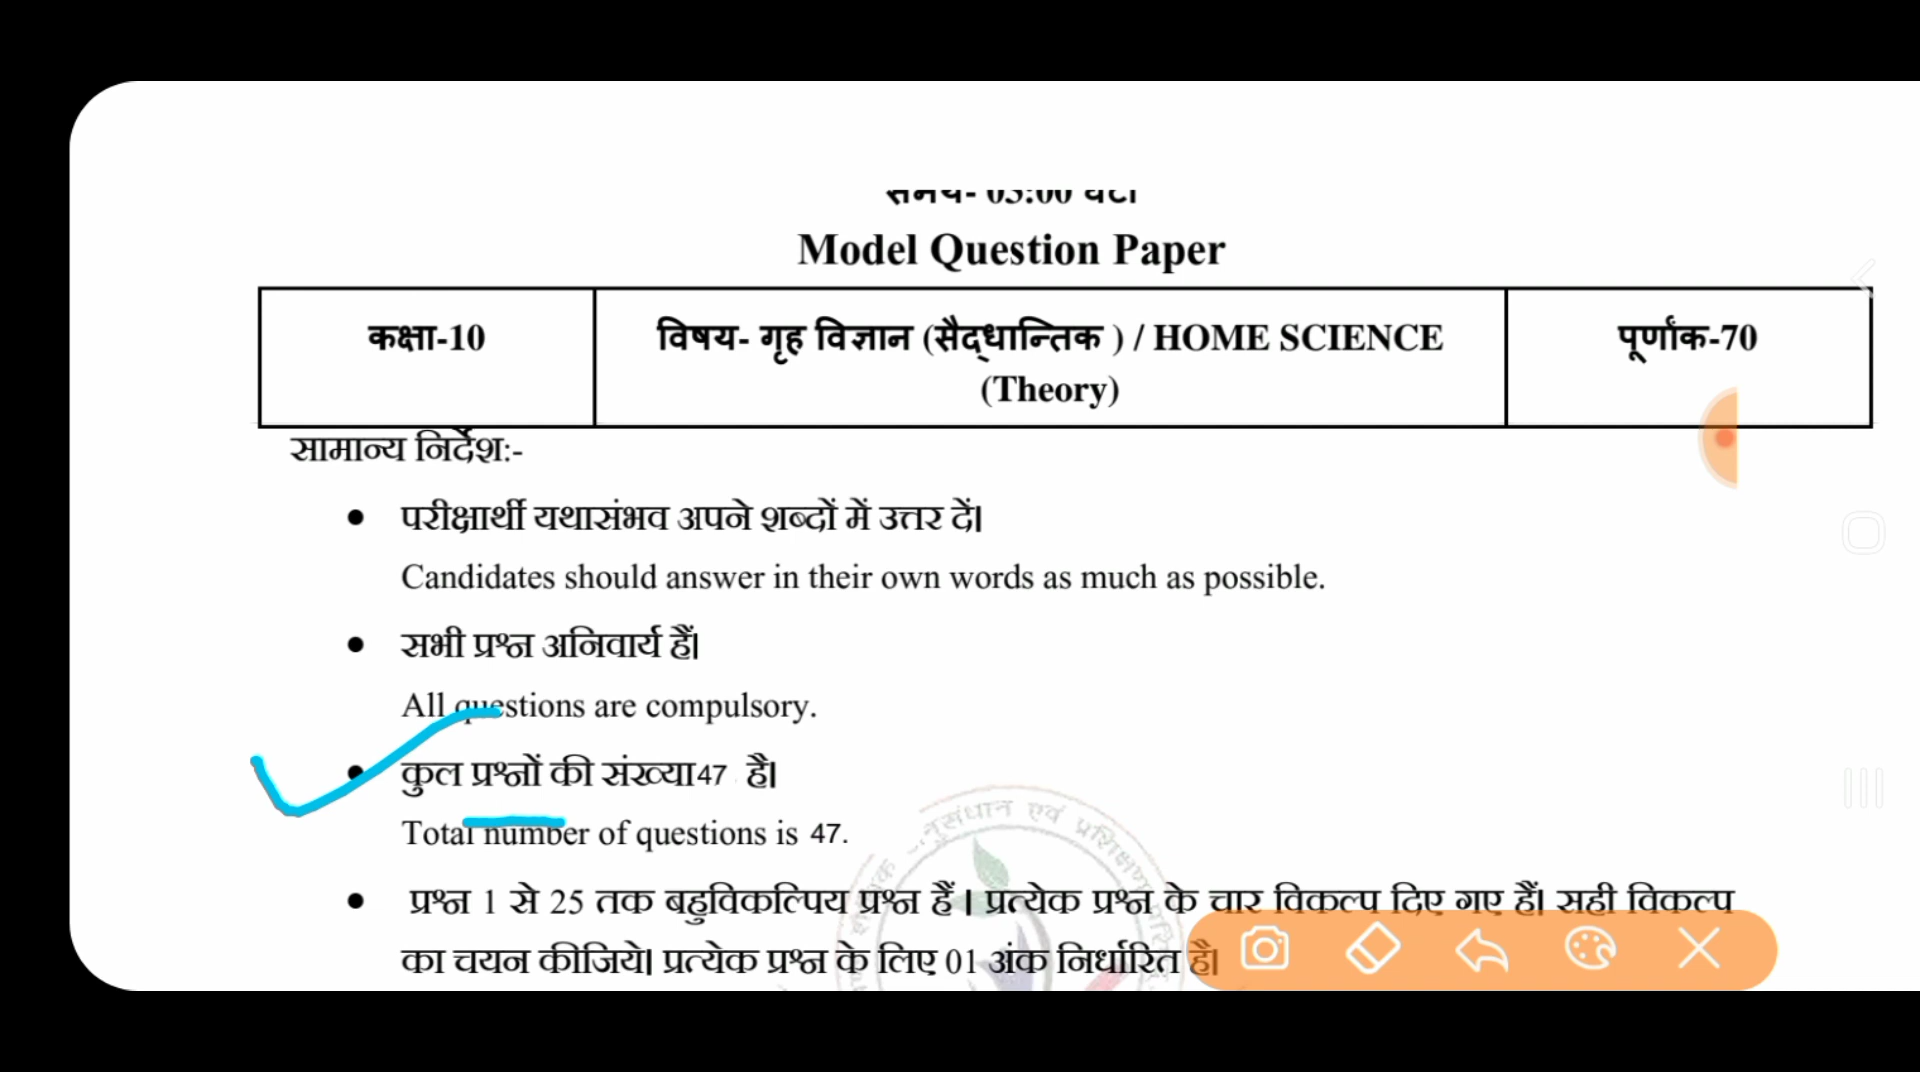 समय- 03:00 घंटा
Model Question Paper
कक्षा-10
विषय- गृह विज्ञान (सैद्धान्तिक ) / HOME SCIENCE
(Theory)
पूर्णांक-70
सामान्य निर्देश:-
• परीक्षार्थी यथासंभव अपने शब्दों में उत्तर दें।
Candidates should answer in their own words as much as possible.
• सभी प्रश्न अनिवार्य हैं।
All questions are compulsory.
• कुल प्रश्नों की संख्या47 है।
Total number of questions is 47.
• प्रश्न 1 से 25 तक बहुविकल्पिय प्रश्न हैं । प्रत्येक प्रश्न के चार विकल्प दिए गए हैं। सही विकल्प
का चयन कीजिये। प्रत्येक प्रश्न के लिए 01 अंक निर्धारित है।